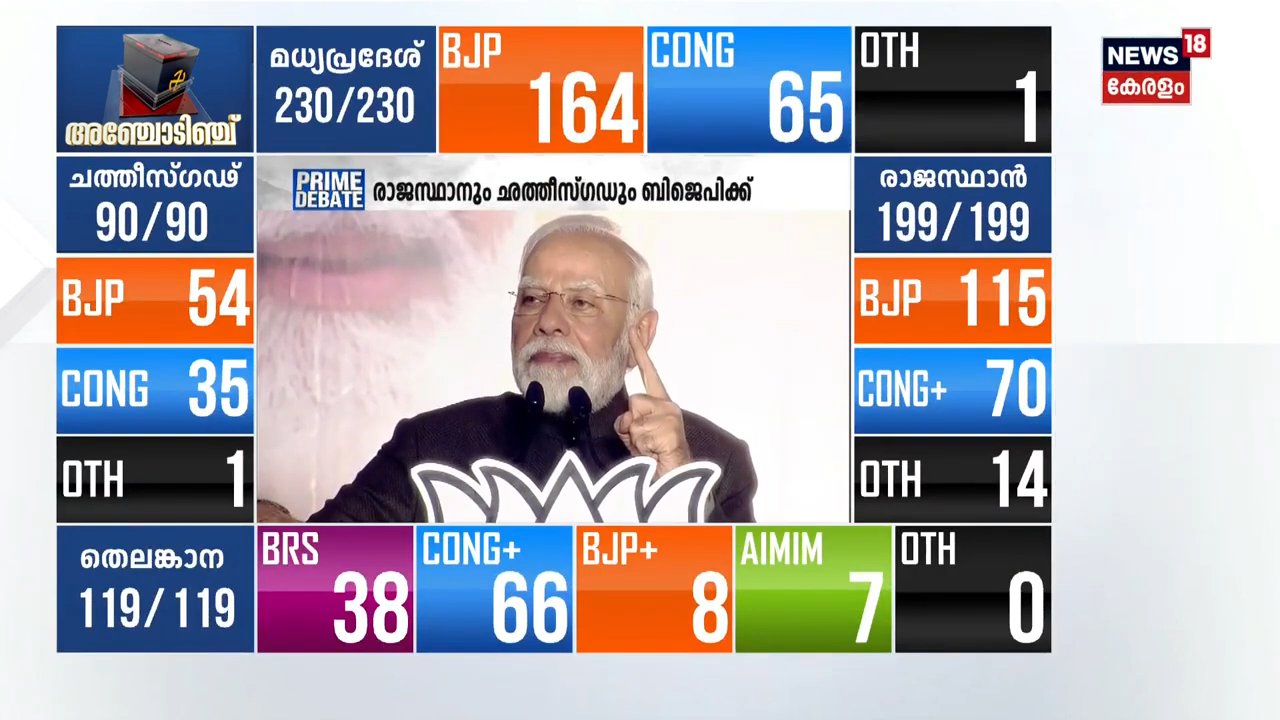 അഞ്ചോടിഞ്ച്
മധ്യപ്രദേശ്
230/230
BJP
164
CONG
65
OTH
1
NEWS 18
കേരളം
ചത്തീസ്ഗഢ്
90/90
BJP 54
CONG 35
OTH 1
PRIME
DEBATE
രാജസ്ഥാനും ഛത്തീസ്ഗഡും ബിജെപിക്ക്
രാജസ്ഥാൻ
199/199
BJP 115
CONG+ 70
OTH 14
തെലങ്കാന
119/119
BRS
38
CONG+
66
BJP+
8
AIMIM
7
OTH
0